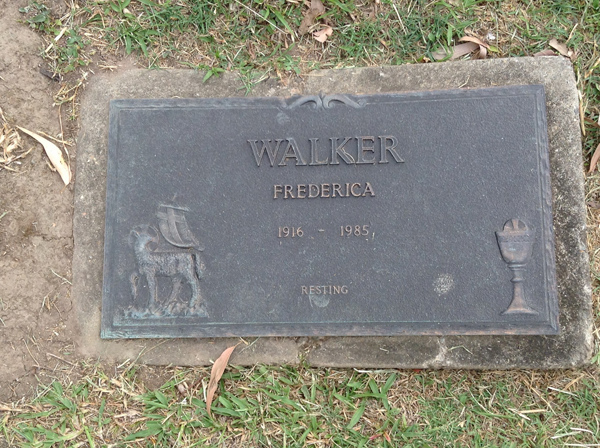 WALKER
FREDERICA
1916 - 1985
RESTING